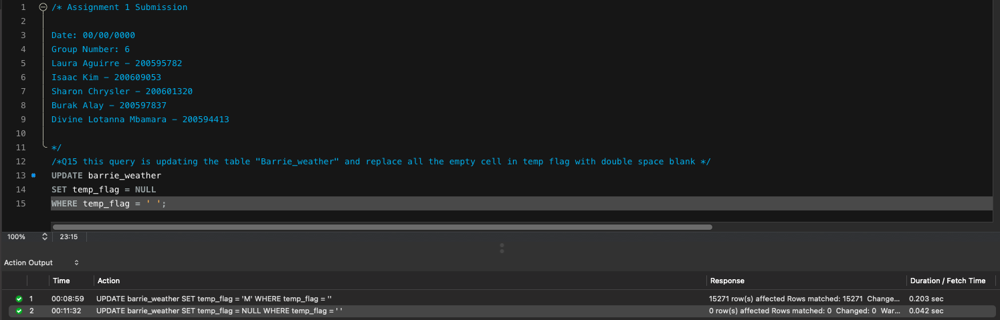 1 /* Assignment 1 Submission
2
3 Date: 00/00/0000
4 Group Number: 6
5 Laura Aguirre – 200595782
6 Isaac Kim – 200609053
7 Sharon Chrysler – 200601320
8 Burak Alay – 200597837
9 Divine Lotanna Mbamara – 200594413
10
11 */
12 /*Q15 this query is updating the table "Barrie_weather" and replace all the empty cell in temp flag with double space blank */
13 UPDATE barrie_weather
14 SET temp_flag = NULL
15 WHERE temp_flag = ' ';
100% 23:15
Action Output
Time Action Response Duration / Fetch Time
1 00:08:59 UPDATE barrie_weather SET temp_flag = 'M' WHERE temp_flag = '' 15271 row(s) affected Rows matched: 15271 Change... 0.203 sec
2 00:11:32 UPDATE barrie_weather SET temp_flag = NULL WHERE temp_flag = ' ' 0 row(s) affected Rows matched: 0 Changed: 0 War... 0.042 sec